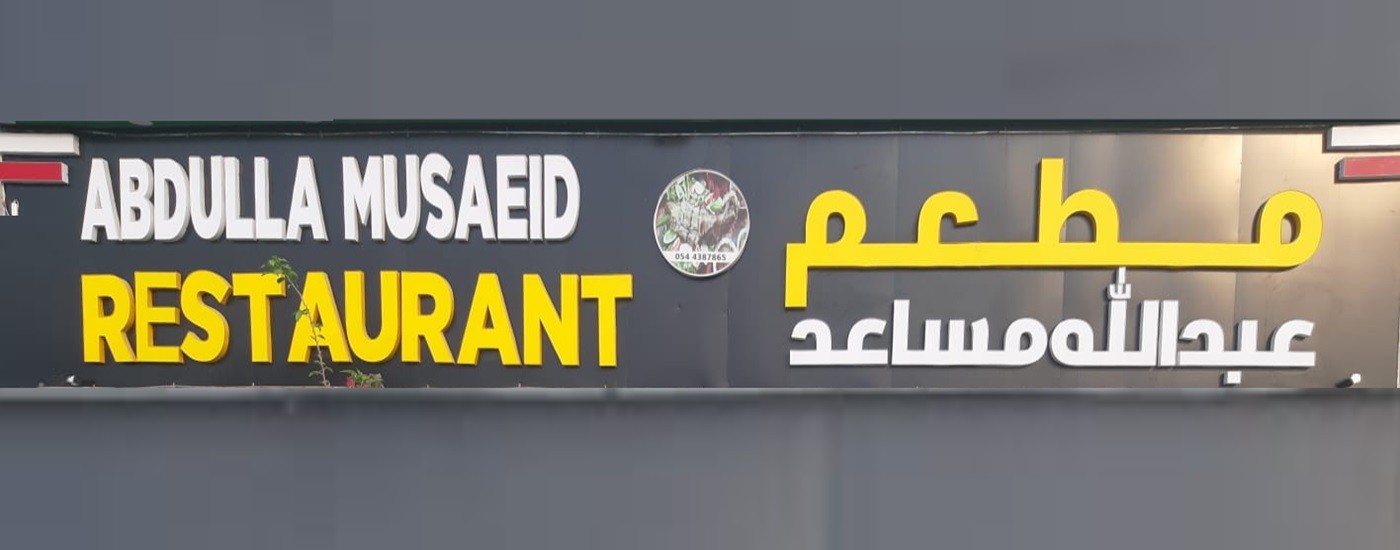 ABDULLA MUSAEID
RESTAURANT
054 4387865
مطعم
عبدالله مساعد